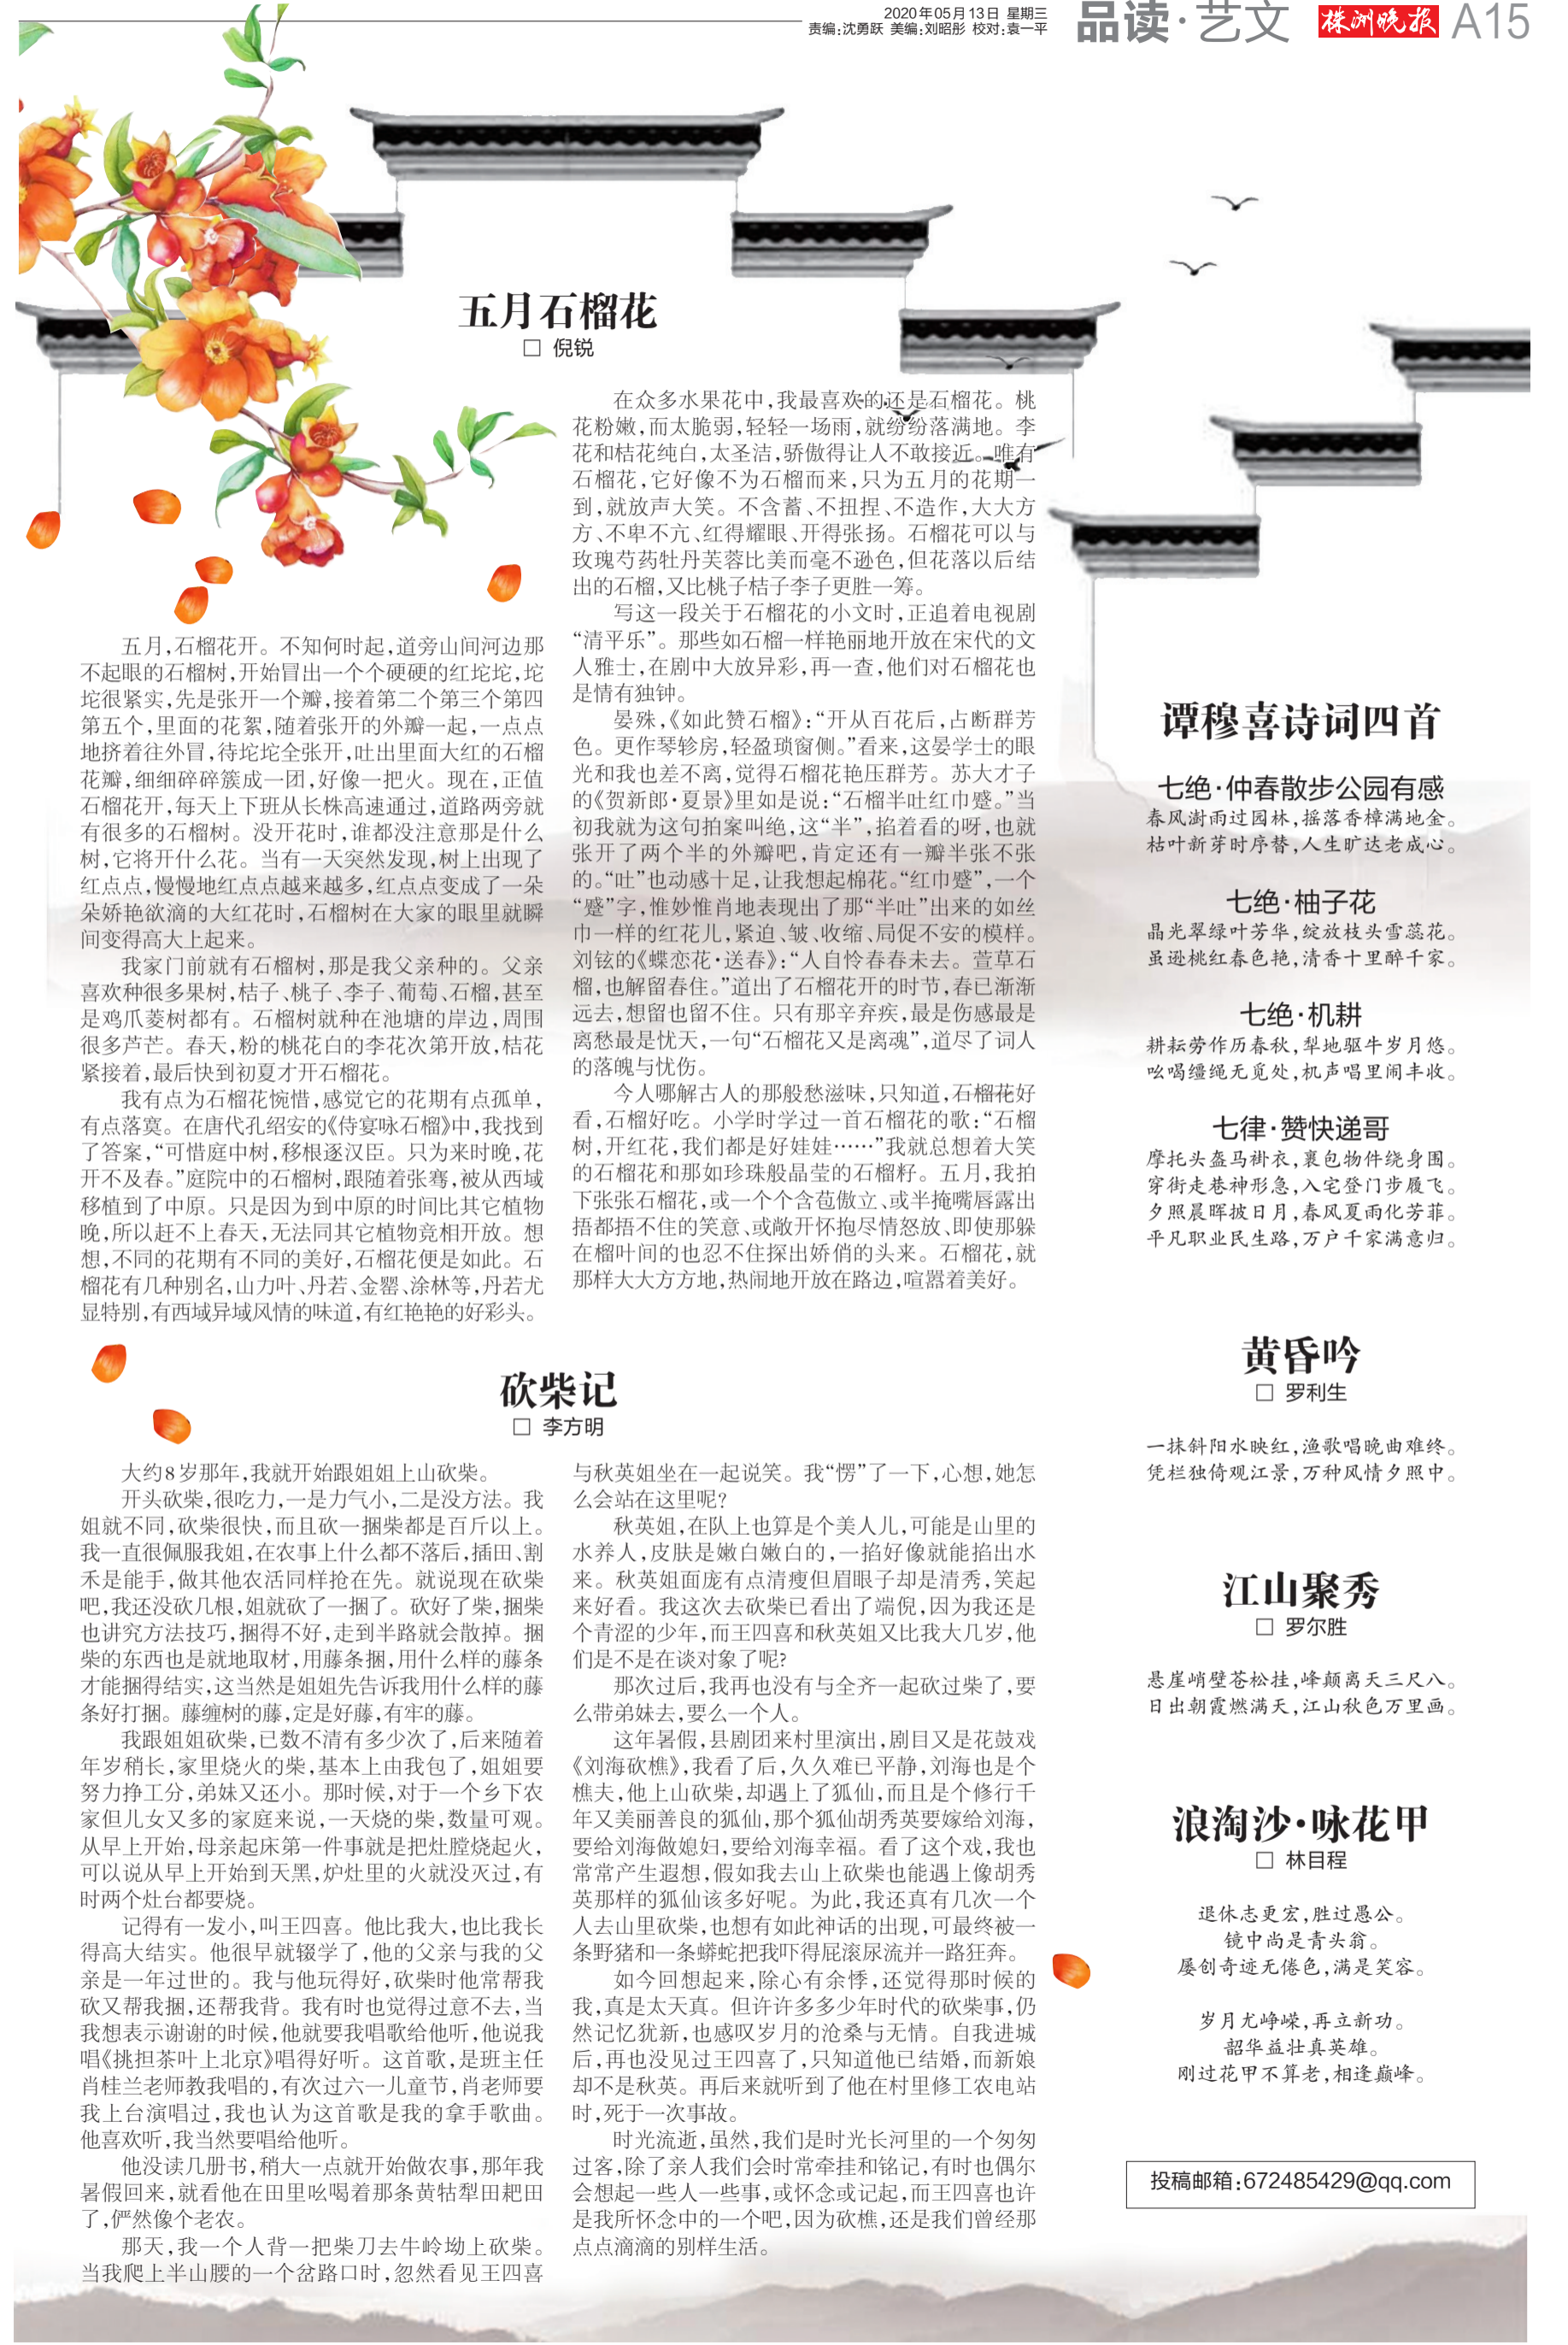 2020年05月13日 星期三
责编:沈勇跃 美编:刘昭彤 校对:袁一平
品读·艺文
株洲晚报
A15
五月石榴花
□ 倪锐
五月,石榴花开。不知何时起,道旁山间河边那
不起眼的石榴树,开始冒出一个个硬硬的红坨坨,坨
坨很紧实,先是张开一个瓣,接着第二个第三个第四
第五个,里面的花絮,随着张开的外瓣一起,一点点
地挤着往外冒,待坨坨全张开,吐出里面大红的石榴
花瓣,细细碎碎簇成一团,好像一把火。现在,正值
石榴花开,每天上下班从长株高速通过,道路两旁就
有很多的石榴树。没开花时,谁都没注意那是什么
树,它将开什么花。当有一天突然发现,树上出现了
红点点,慢慢地红点点越来越多,红点点变成了一朵
朵娇艳欲滴的大红花时,石榴树在大家的眼里就瞬
间变得高大上起来。
我家门前就有石榴树,那是我父亲种的。父亲
喜欢种很多果树,桔子、桃子、李子、葡萄、石榴,甚至
是鸡爪菱树都有。石榴树就种在池塘的岸边,周围
很多芦芒。春天,粉的桃花白的李花次第开放,桔花
紧接着,最后快到初夏才开石榴花。
我有点为石榴花惋惜,感觉它的花期有点孤单,
有点落寞。在唐代孔绍安的《侍宴咏石榴》中,我找到
了答案,“可惜庭中树,移根逐汉臣。只为来时晚,花
开不及春。”庭院中的石榴树,跟随着张骞,被从西域
移植到了中原。只是因为到中原的时间比其它植物
晚,所以赶不上春天,无法同其它植物竞相开放。想
想,不同的花期有不同的美好,石榴花便是如此。石
榴花有几种别名,山力叶、丹若、金罂、涂林等,丹若尤
显特别,有西域异域风情的味道,有红艳艳的好彩头。
在众多水果花中,我最喜欢的还是石榴花。桃
花粉嫩,而太脆弱,轻轻一场雨,就纷纷落满地。李
花和桔花纯白,太圣洁,骄傲得让人不敢接近。唯有
石榴花,它好像不为石榴而来,只为五月的花期一
到,就放声大笑。不含蓄、不扭捏、不造作,大大方
方、不卑不亢、红得耀眼、开得张扬。石榴花可以与
玫瑰芍药牡丹芙蓉比美而毫不逊色,但花落以后结
出的石榴,又比桃子桔子李子更胜一筹。
写这一段关于石榴花的小文时,正追着电视剧
“清平乐”。那些如石榴一样艳丽地开放在宋代的文
人雅士,在剧中大放异彩,再一查,他们对石榴花也
是情有独钟。
晏殊,《如此赞石榴》:“开从百花后,占断群芳
色。更作琴轸房,轻盈琐窗侧。”看来,这晏学士的眼
光和我也差不离,觉得石榴花艳压群芳。苏大才子
的《贺新郎·夏景》里如是说:“石榴半吐红巾蹙。”当
初我就为这句拍案叫绝,这“半”,掐着看的呀,也就
张开了两个半的外瓣吧,肯定还有一瓣半张不张
的。“吐”也动感十足,让我想起棉花。“红巾蹙”,一个
“蹙”字,惟妙惟肖地表现出了那“半吐”出来的如丝
巾一样的红花儿,紧迫、皱、收缩、局促不安的模样。
刘铉的《蝶恋花·送春》:“人自怜春春未去。萱草石
榴,也解留春住。”道出了石榴花开的时节,春已渐渐
远去,想留也留不住。只有那辛弃疾,最是伤感最是
离愁最是忧天,一句“石榴花又是离魂”,道尽了词人
的落魄与忧伤。
今人哪解古人的那般愁滋味,只知道,石榴花好
看,石榴好吃。小学时学过一首石榴花的歌:“石榴
树,开红花,我们都是好娃娃……”我就总想着大笑
的石榴花和那如珍珠般晶莹的石榴籽。五月,我拍
下张张石榴花,或一个个含苞傲立、或半掩嘴唇露出
捂都捂不住的笑意、或敞开怀抱尽情怒放、即使那躲
在榴叶间的也忍不住探出娇俏的头来。石榴花,就
那样大大方方地,热闹地开放在路边,喧嚣着美好。
砍柴记
□ 李方明
大约8岁那年,我就开始跟姐姐上山砍柴。
开头砍柴,很吃力,一是力气小,二是没方法。我
姐就不同,砍柴很快,而且砍一捆柴都是百斤以上。
我一直很佩服我姐,在农事上什么都不落后,插田、割
禾是能手,做其他农活同样抢在先。就说现在砍柴
吧,我还没砍几根,姐就砍了一捆了。砍好了柴,捆柴
也讲究方法技巧,捆得不好,走到半路就会散掉。捆
柴的东西也是就地取材,用藤条捆,用什么样的藤条
才能捆得结实,这当然是姐姐先告诉我用什么样的藤
条好打捆。藤缠树的藤,定是好藤,有牢的藤。
我跟姐姐砍柴,已数不清有多少次了,后来随着
年岁稍长,家里烧火的柴,基本上由我包了,姐姐要
努力挣工分,弟妹又还小。那时候,对于一个乡下农
家但儿女又多的家庭来说,一天烧的柴,数量可观。
从早上开始,母亲起床第一件事就是把灶膛烧起火,
可以说从早上开始到天黑,炉灶里的火就没灭过,有
时两个灶台都要烧。
记得有一发小,叫王四喜。他比我大,也比我长
得高大结实。他很早就辍学了,他的父亲与我的父
亲是一年过世的。我与他玩得好,砍柴时他常帮我
砍又帮我捆,还帮我背。我有时也觉得过意不去,当
我想表示谢谢的时候,他就要我唱歌给他听,他说我
唱《挑担茶叶上北京》唱得好听。这首歌,是班主任
肖桂兰老师教我唱的,有次过六一儿童节,肖老师要
我上台演唱过,我也认为这首歌是我的拿手歌曲。
他喜欢听,我当然要唱给他听。
他没读几册书,稍大一点就开始做农事,那年我
暑假回来,就看他在田里吆喝着那条黄牯犁田耙田
了,俨然像个老农。
那天,我一个人背一把柴刀去牛岭坳上砍柴。
当我爬上半山腰的一个岔路口时,忽然看见王四喜
与秋英姐坐在一起说笑。我“愣”了一下,心想,她怎
么会站在这里呢?
秋英姐,在队上也算是个美人儿,可能是山里的
水养人,皮肤是嫩白嫩白的,一掐好像就能掐出水
来。秋英姐面庞有点清瘦但眉眼子却是清秀,笑起
来好看。我这次去砍柴已看出了端倪,因为我还是
个青涩的少年,而王四喜和秋英姐又比我大几岁,他
们是不是在谈对象了呢?
那次过后,我再也没有与全齐一起砍过柴了,要
么带弟妹去,要么一个人。
这年暑假,县剧团来村里演出,剧目又是花鼓戏
《刘海砍樵》,我看了后,久久难已平静,刘海也是个
樵夫,他上山砍柴,却遇上了狐仙,而且是个修行千
年又美丽善良的狐仙,那个狐仙胡秀英要嫁给刘海,
要给刘海做媳妇,要给刘海幸福。看了这个戏,我也
常常产生遐想,假如我去山上砍柴也能遇上像胡秀
英那样的狐仙该多好呢。为此,我还真有几次一个
人去山里砍柴,也想有如此神话的出现,可最终被一
条野猪和一条蟒蛇把我吓得屁滚尿流并一路狂奔。
如今回想起来,除心有余悸,还觉得那时候的
我,真是太天真。但许许多多少年时代的砍柴事,仍
然记忆犹新,也感叹岁月的沧桑与无情。自我进城
后,再也没见过王四喜了,只知道他已结婚,而新娘
却不是秋英。再后来就听到了他在村里修工农电站
时,死于一次事故。
时光流逝,虽然,我们是时光长河里的一个匆匆
过客,除了亲人我们会时常牵挂和铭记,有时也偶尔
会想起一些人一些事,或怀念或记起,而王四喜也许
是我所怀念中的一个吧,因为砍樵,还是我们曾经那
点点滴滴的别样生活。
谭穆喜诗词四首
七绝·仲春散步公园有感
春风澍雨过园林,摇落香樟满地金。
枯叶新芽时序替,人生旷达老成心。
七绝·柚子花
晶光翠绿叶芳华,绽放枝头雪蕊花。
虽逊桃红春色艳,清香十里醉千家。
七绝·机耕
耕耘劳作历春秋,犁地驱牛岁月悠。
吆喝缰绳无觅处,机声唱里闹丰收。
七律·赞快递哥
摩托头盔马褂衣,裹包物件绕身围。
穿街走巷神形急,入宅登门步履飞。
夕照晨晖披日月,春风夏雨化芳菲。
平凡职业民生路,万户千家满意归。
黄昏吟
□ 罗利生
一抹斜阳水映红,渔歌唱晚曲难终。
凭栏独倚观江景,万种风情夕照中。
江山聚秀
□ 罗尔胜
悬崖峭壁苍松挂,峰颠离天三尺八。
日出朝霞燃满天,江山秋色万里画。
浪淘沙·咏花甲
□ 林目程
退休志更宏,胜过愚公。
镜中尚是青头翁。
屡创奇迹无倦色,满是笑容。
岁月尤峥嵘,再立新功。
韶华益壮真英雄。
刚过花甲不算老,相逢巅峰。
投稿邮箱:672485429@qq.com